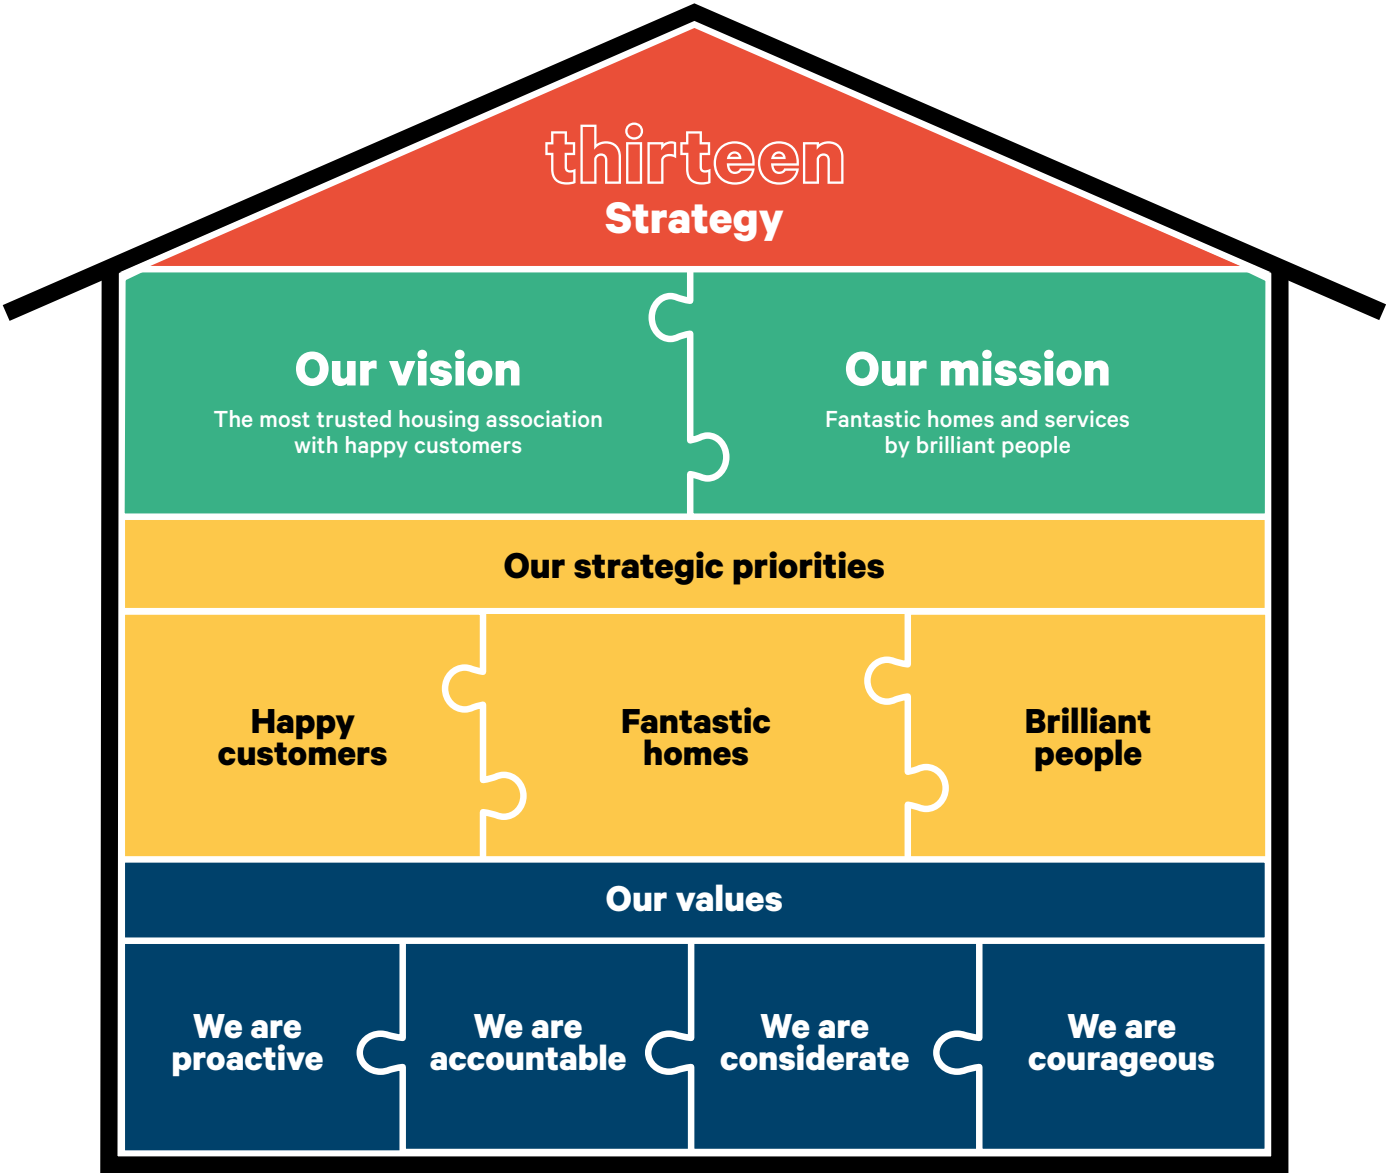 thirteen
Strategy
Our vision
The most trusted housing association
with happy customers
Our mission
Fantastic homes and services
by brilliant people
Our strategic priorities
Happy
customers
Fantastic
homes
Brilliant
people
Our values
We are
proactive
We are
accountable
We are
considerate
We are
courageous